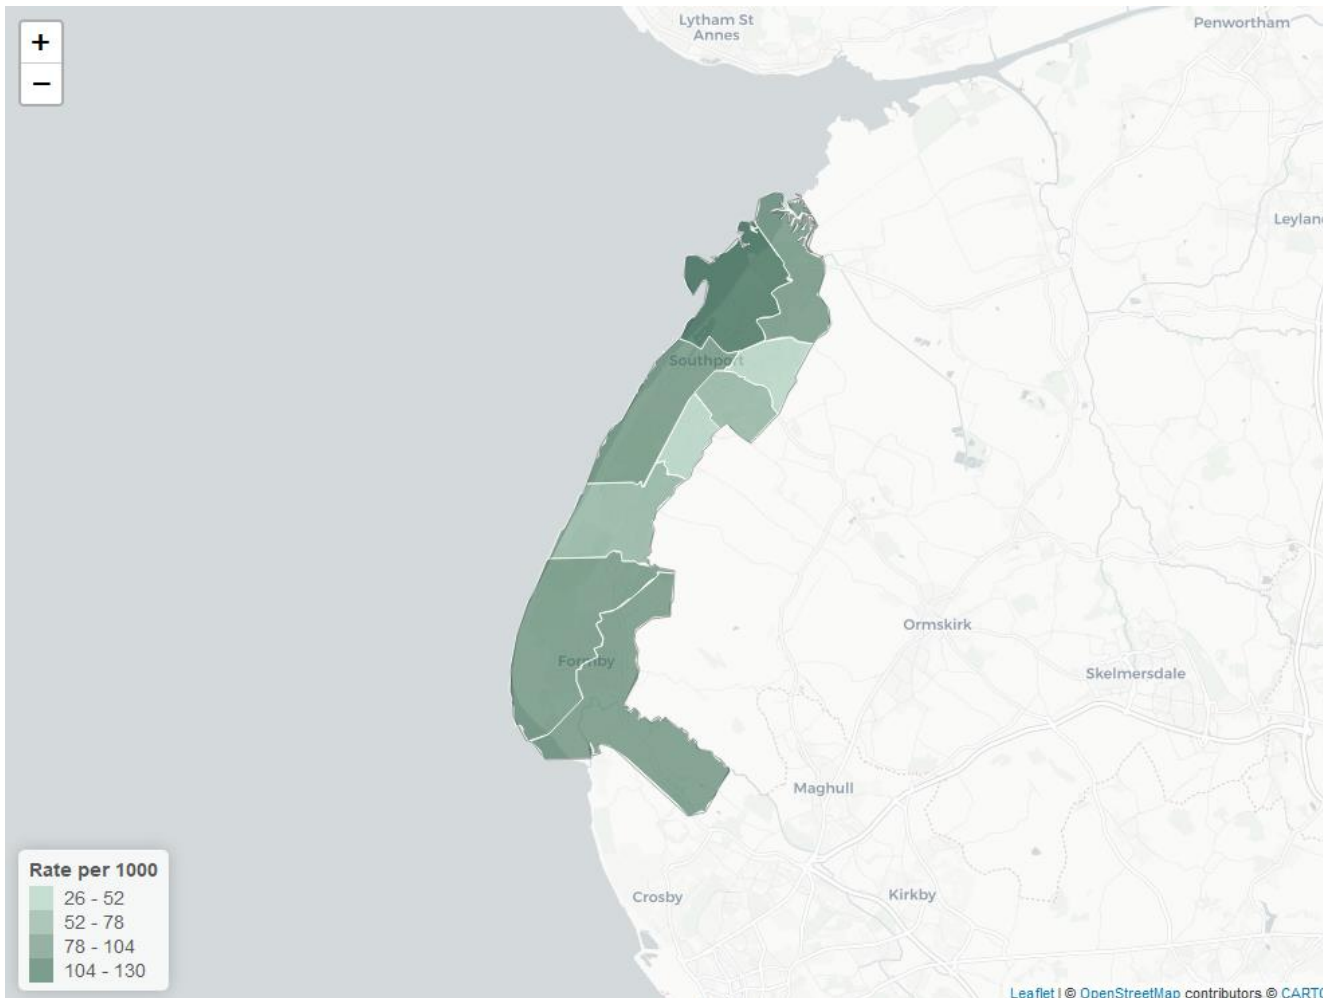 +
Lytham St
Annes
Penwortham
−
Leylan
Southport
Ormskirk
Formby
Skelmersdale
Maghull
Rate per 1000
26 - 52
52 - 78
78 - 104
104 - 130
Crosby
Kirkby
Leaflet | © OpenStreetMap contributors © CARTO